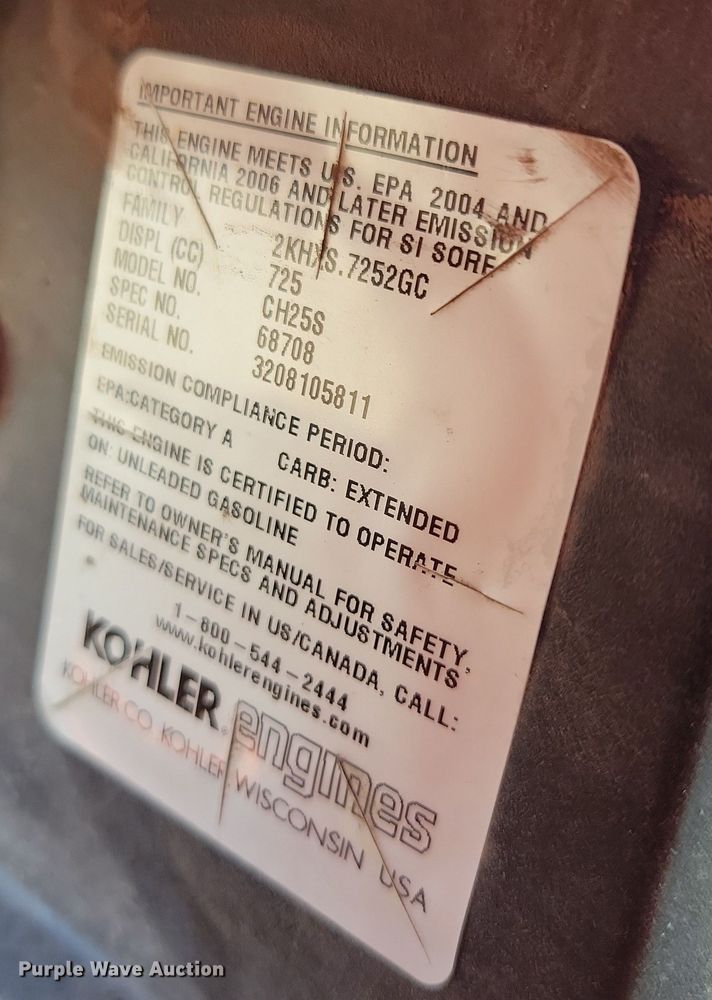 IMPORTANT ENGINE INFORMATION
THIS ENGINE MEETS U.S. EPA 2004 AND
CALIFORNIA 2006 AND LATER EMISSION
CONTROL REGULATIONS FOR SI SORE
FAMILY 2KHXS.7252GC
DISPL (CC) 725
MODEL NO. CH25S
SPEC NO. 68708
SERIAL NO. 3208105811
EMISSION COMPLIANCE PERIOD:
EPA:CATEGORY A CARB: EXTENDED
THIS ENGINE IS CERTIFIED TO OPERATE
ON: UNLEADED GASOLINE
REFER TO OWNER'S MANUAL FOR SAFETY,
MAINTENANCE SPECS AND ADJUSTMENTS
FOR SALES/SERVICE IN US/CANADA, CALL:
1-800-544-2444
www.kohlerengines.com
KOHLER engines
KOHLER CO. KOHLER WISCONSIN USA
Purple Wave Auction